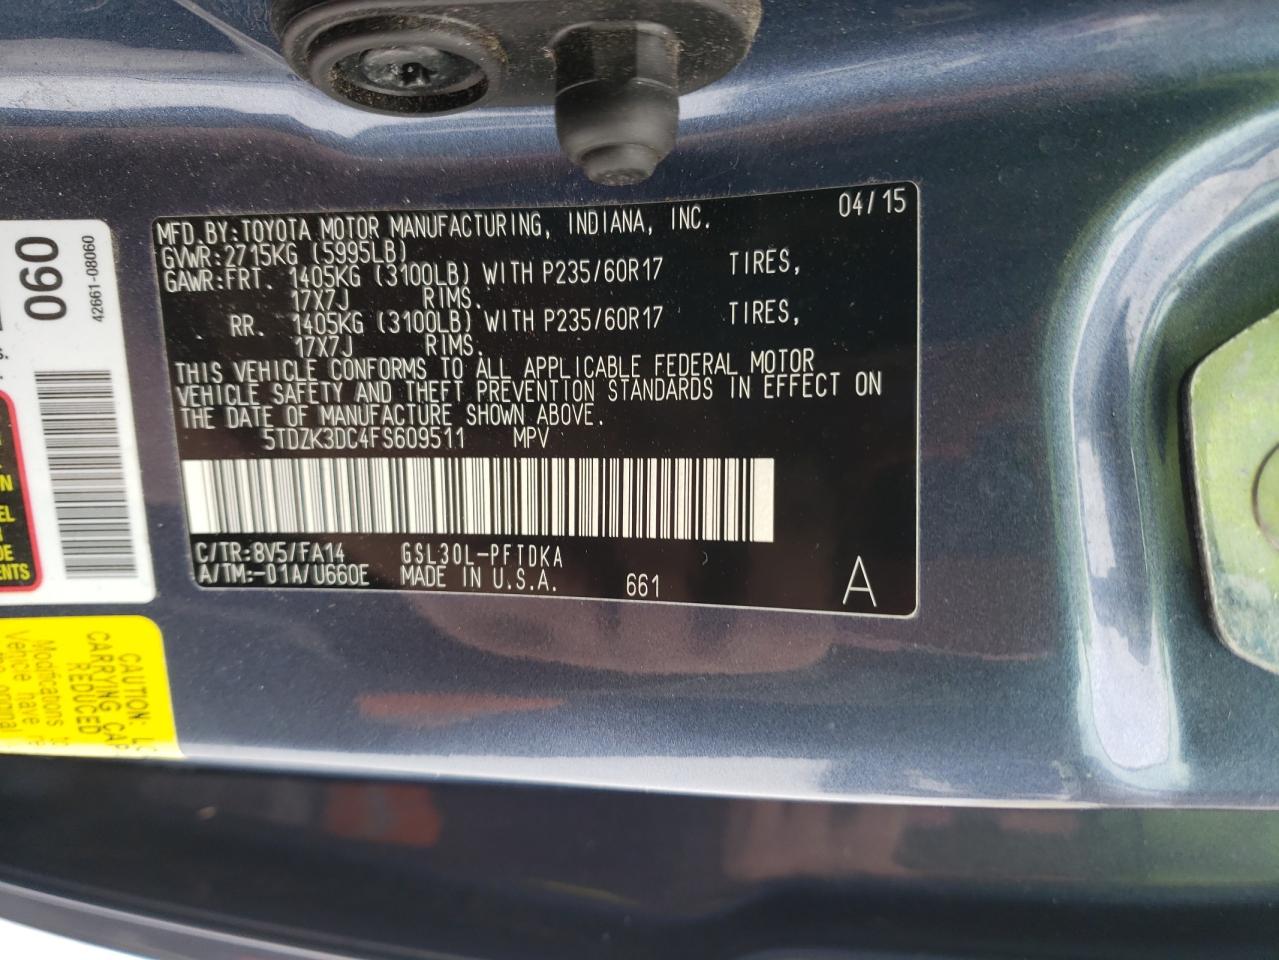 MFD.BY:TOYOTA MOTOR MANUFACTURING, INDIANA, INC. 04/15
GVWR:2715KG (5995LB)
GAWR:FRT. 1405KG (3100LB) WITH P235/60R17 TIRES,
17X7J RIMS.
RR. 1405KG (3100LB) WITH P235/60R17 TIRES,
17X7J RIMS.
THIS VEHICLE CONFORMS TO ALL APPLICABLE FEDERAL MOTOR
VEHICLE SAFETY AND THEFT PREVENTION STANDARDS IN EFFECT ON
THE DATE OF MANUFACTURE SHOWN ABOVE.
5TDZK3DC4FS609511 MPV
C/TR:8V5/FA14 GSL30L-PFTDKA
A/TM:-01A/U660E MADE IN U.S.A. 661 A
060
42661-08060
CAUTION:
CARRYING CAP
REDUCED
Modifications to